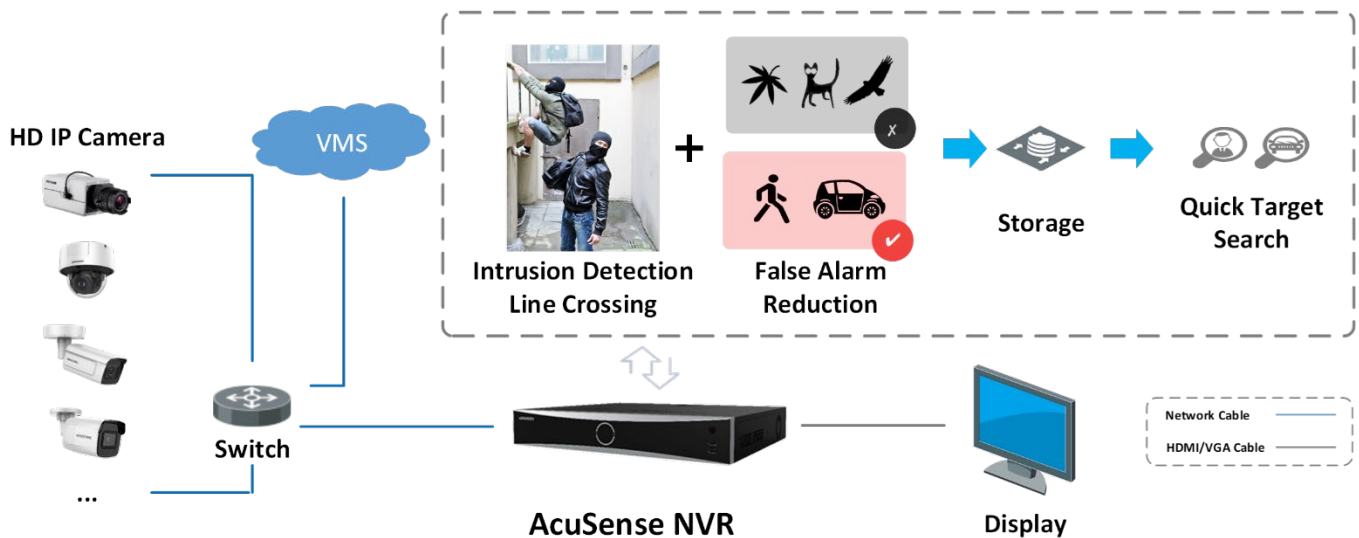 HD IP Camera
VMS
Intrusion Detection
Line Crossing
+
False Alarm
Reduction
x
Storage
Quick Target
Search
Switch
...
AcuSense NVR
Display
Network Cable
HDMI/VGA Cable